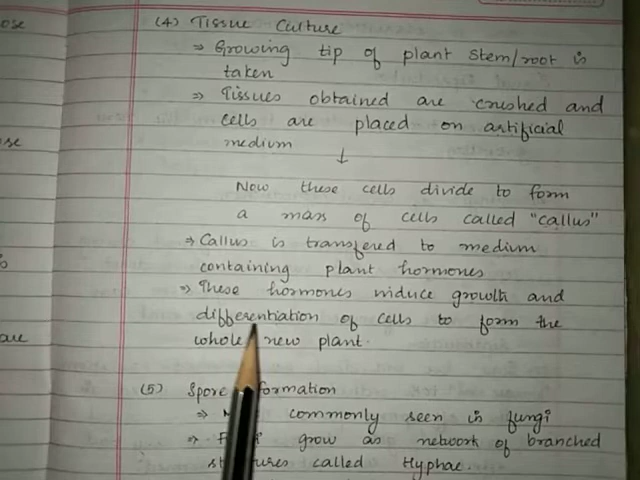 ose
ose
s
are
(4) Tissue Culture
⇒ Growing tip of plant stem/root is
taken
⇒ Tissues obtained are crushed and
cells are placed on artificial
medium
↓
Now these cells divide to form
a mass of cells called "callus"
⇒ Callus is transfered to medium
containing plant hormones
⇒ These hormones induce growth and
differentiation of cells to form the
whole new plant.
(5) Spore formation
⇒ commonly seen in fungi
⇒ grow as network of branched
called Hyphae.